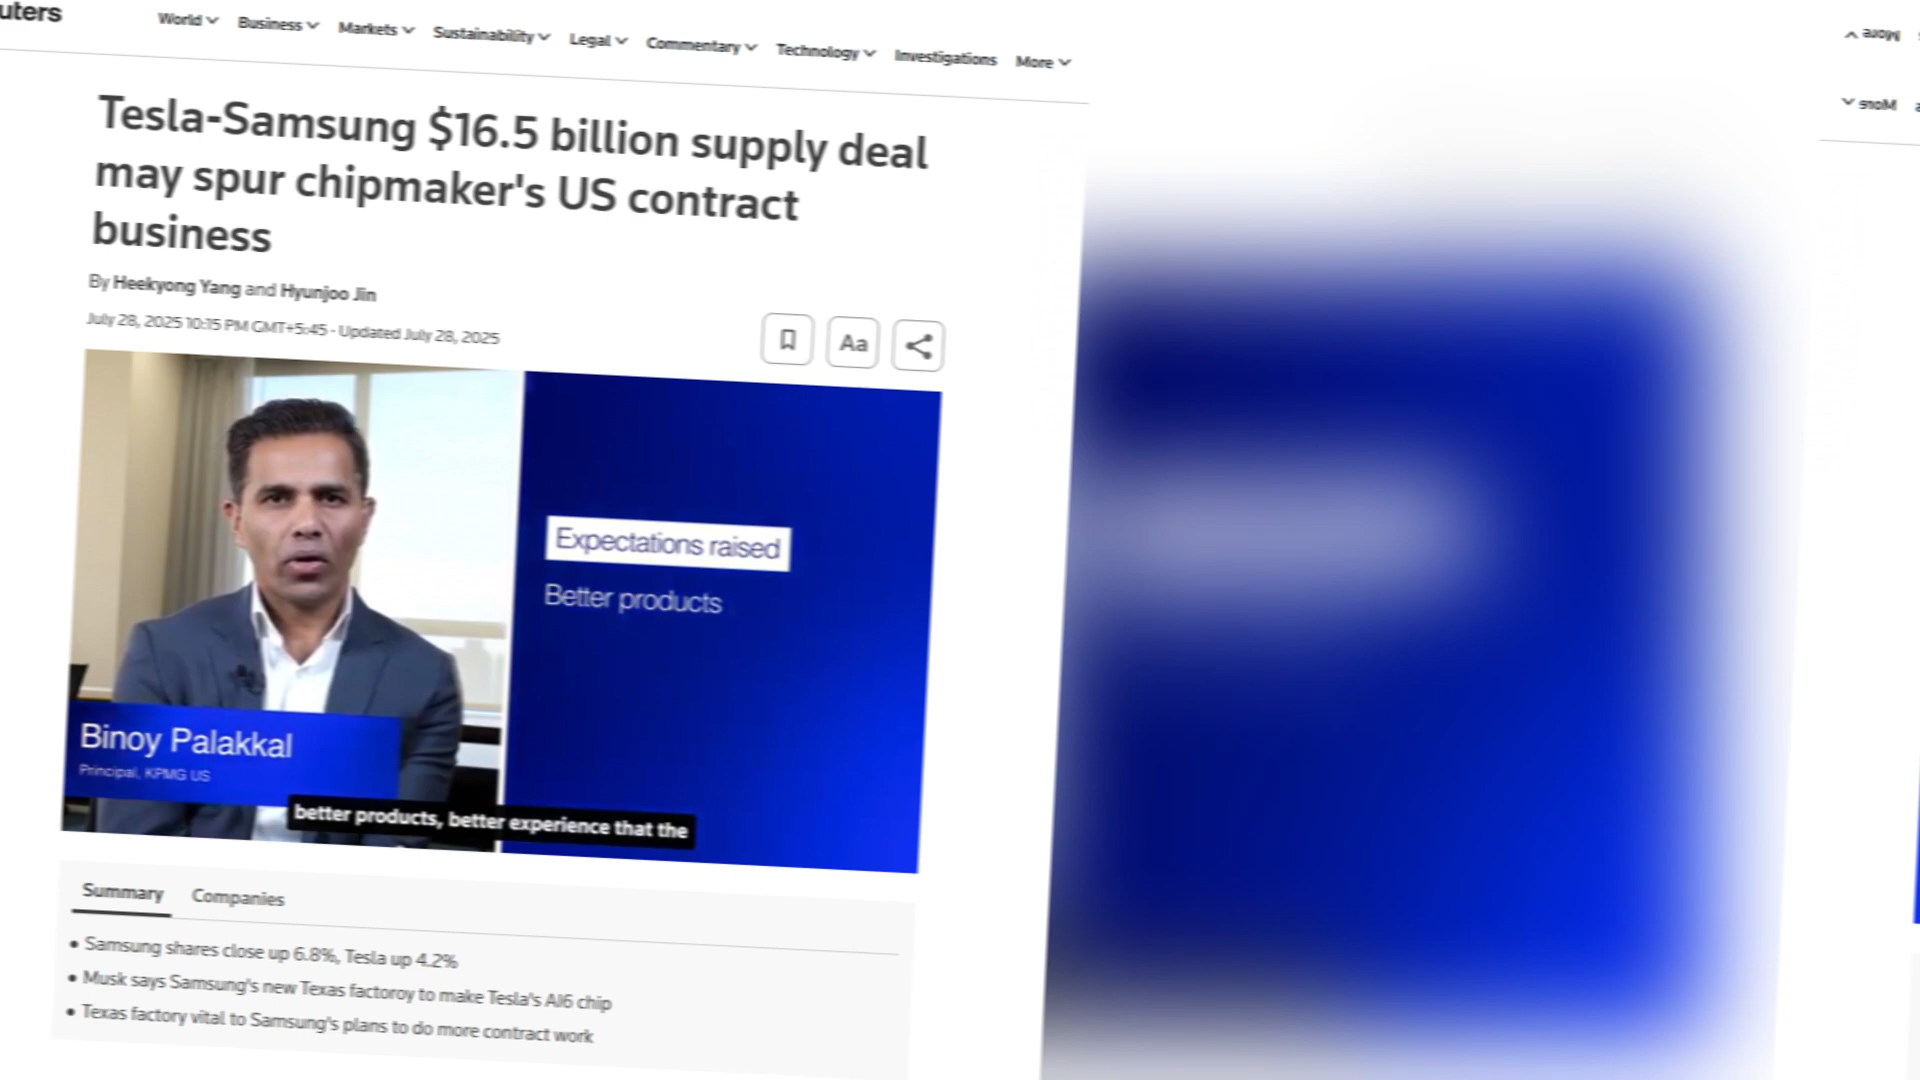 uters
World Business Markets Sustainability Legal Commentary Technology Investigations More
More
More
Tesla-Samsung $16.5 billion supply deal
may spur chipmaker's US contract
business
By Heekyong Yang and Hyunjoo Jin
July 28, 2025 10:15 PM GMT+5:45 - Updated July 28, 2025
Aa
Expectations raised
Better products
Binoy Palakkal
Principal, KPMG US
better products, better experience that the
Summary Companies
• Samsung shares close up 6.8%, Tesla up 4.2%
• Musk says Samsung's new Texas factoroy to make Tesla's AI6 chip
• Texas factory vital to Samsung's plans to do more contract work